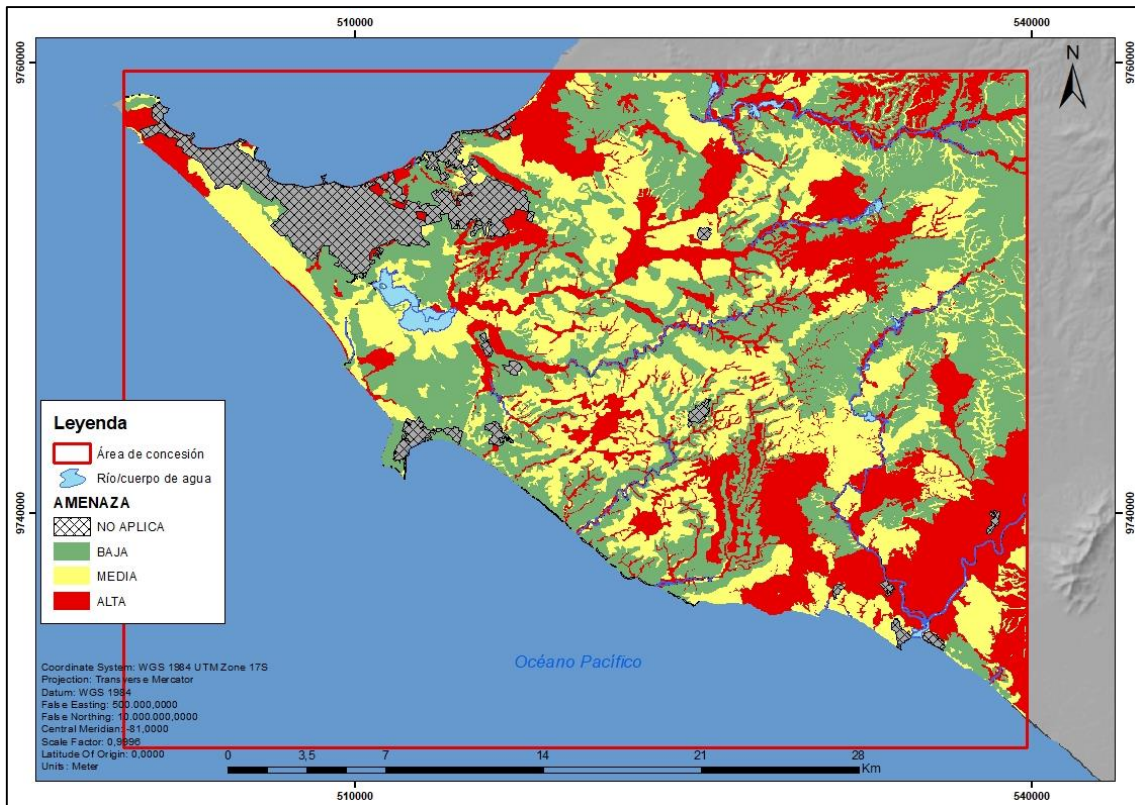 510000
540000
9760000
9760000
N
Leyenda
Área de concesión
Río/cuerpo de agua
AMENAZA
NO APLICA
BAJA
MEDIA
ALTA
9740000
9740000
Océano Pacífico
Coordinate System: WGS 1984 UTM Zone 17S
Projection: Transverse Mercator
Datum: WGS 1984
False Easting: 500.000,0000
False Northing: 10.000.000,0000
Central Meridian: -81,0000
Scale Factor: 0,9996
Latitude Of Origin: 0,0000
Units: Meter
0 3,5 7 14 21 28
Km
510000
540000